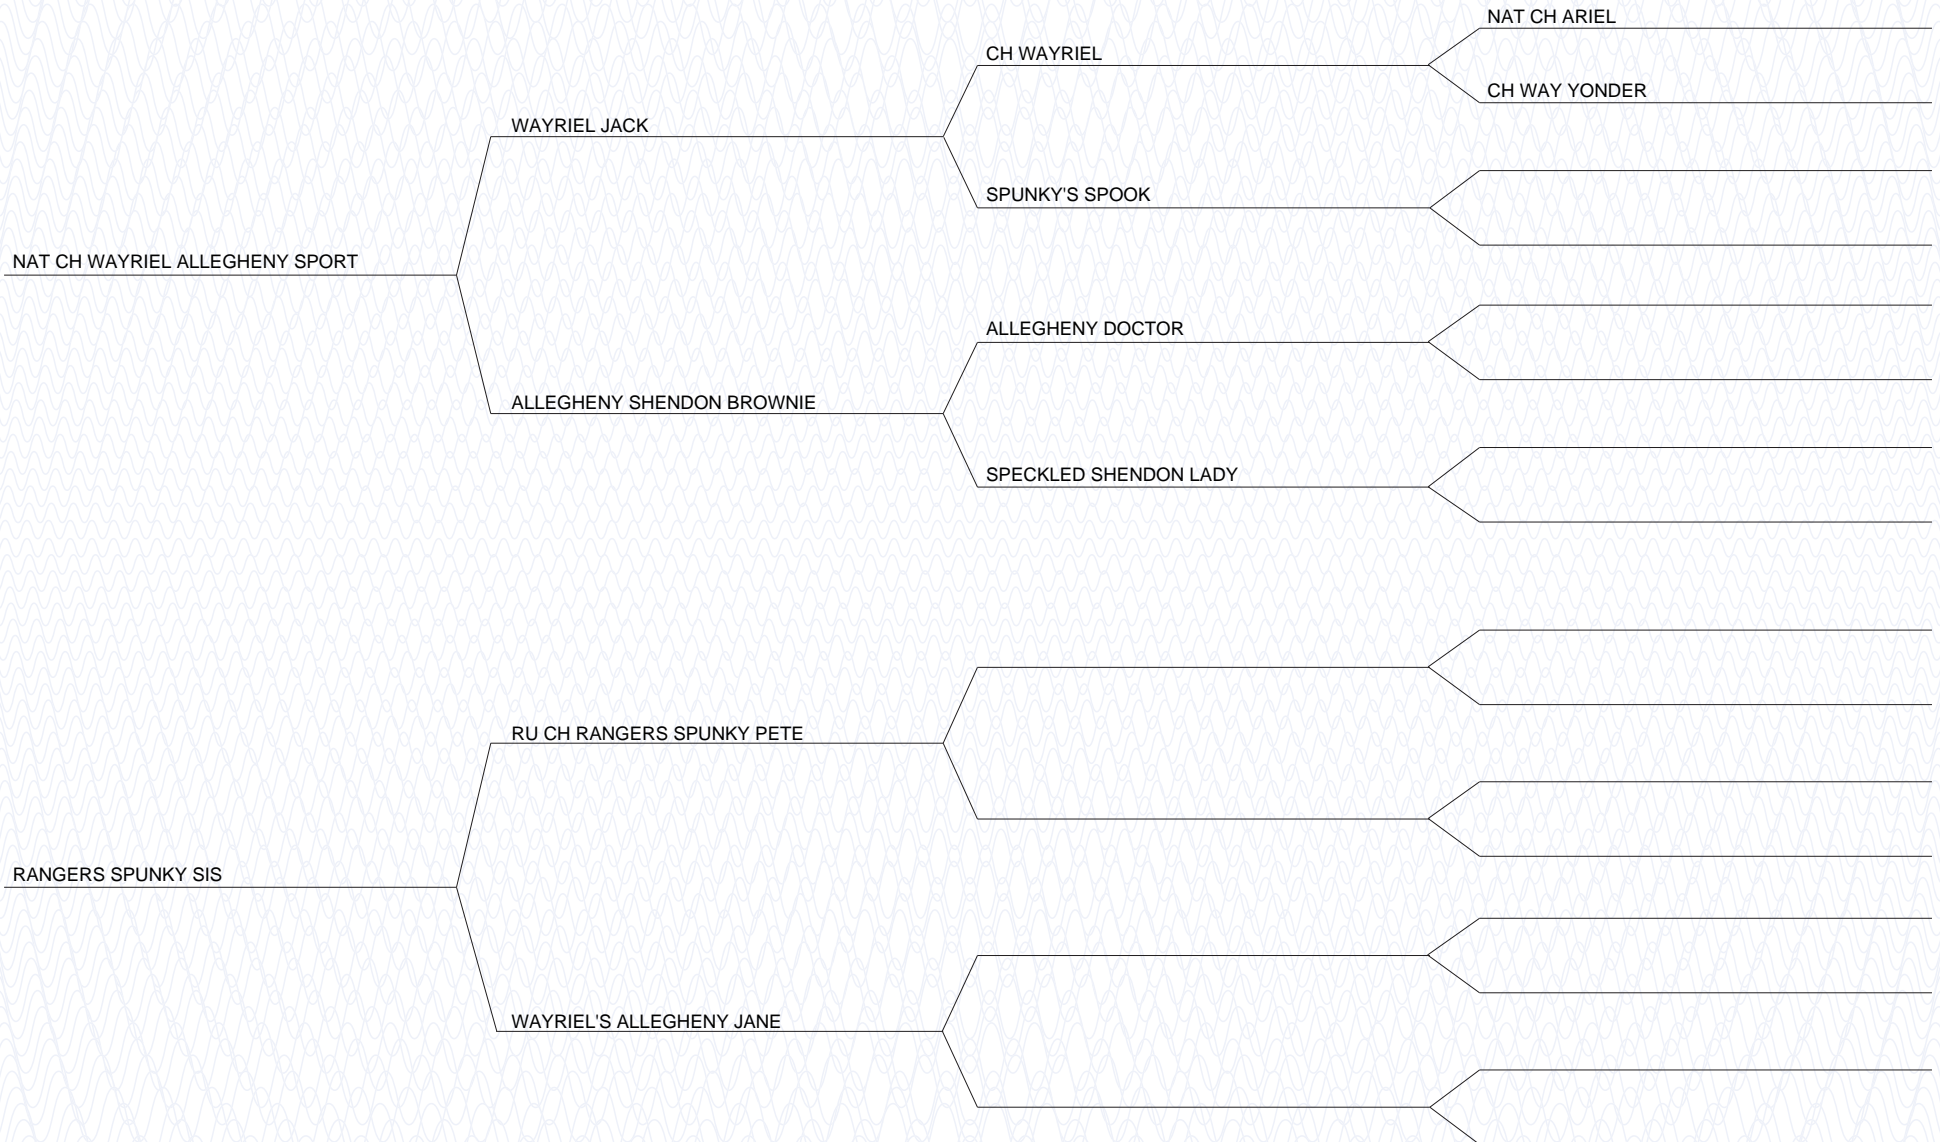 NAT CH ARIEL
CH WAYRIEL
CH WAY YONDER
WAYRIEL JACK
SPUNKY'S SPOOK
NAT CH WAYRIEL ALLEGHENY SPORT
ALLEGHENY DOCTOR
ALLEGHENY SHENDON BROWNIE
SPECKLED SHENDON LADY
RU CH RANGERS SPUNKY PETE
RANGERS SPUNKY SIS
WAYRIEL'S ALLEGHENY JANE